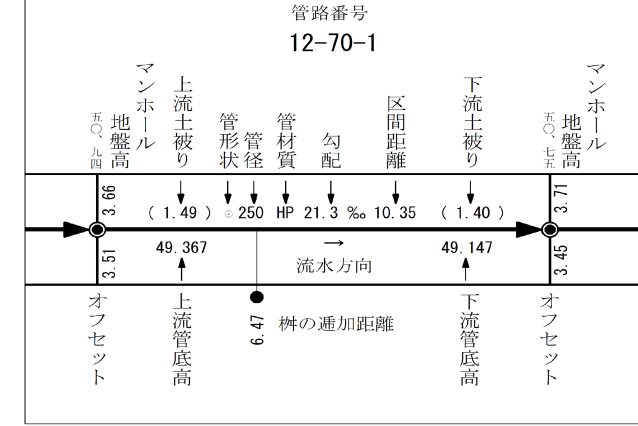 管路番号
12-70-1
マンホール
地盤高
五〇、九四
上流土被り
管形状
管径
管材質
勾配
区間距離
下流土被り
マンホール
地盤高
五〇、七五
3.66
( 1.49 ) ○ 250 HP 21.3 ‰ 10.35 ( 1.40 )
3.71
3.51
49.367
→
流水方向
49.147
3.45
オフセット
上流管底高
6.47
桝の逓加距離
下流管底高
オフセット